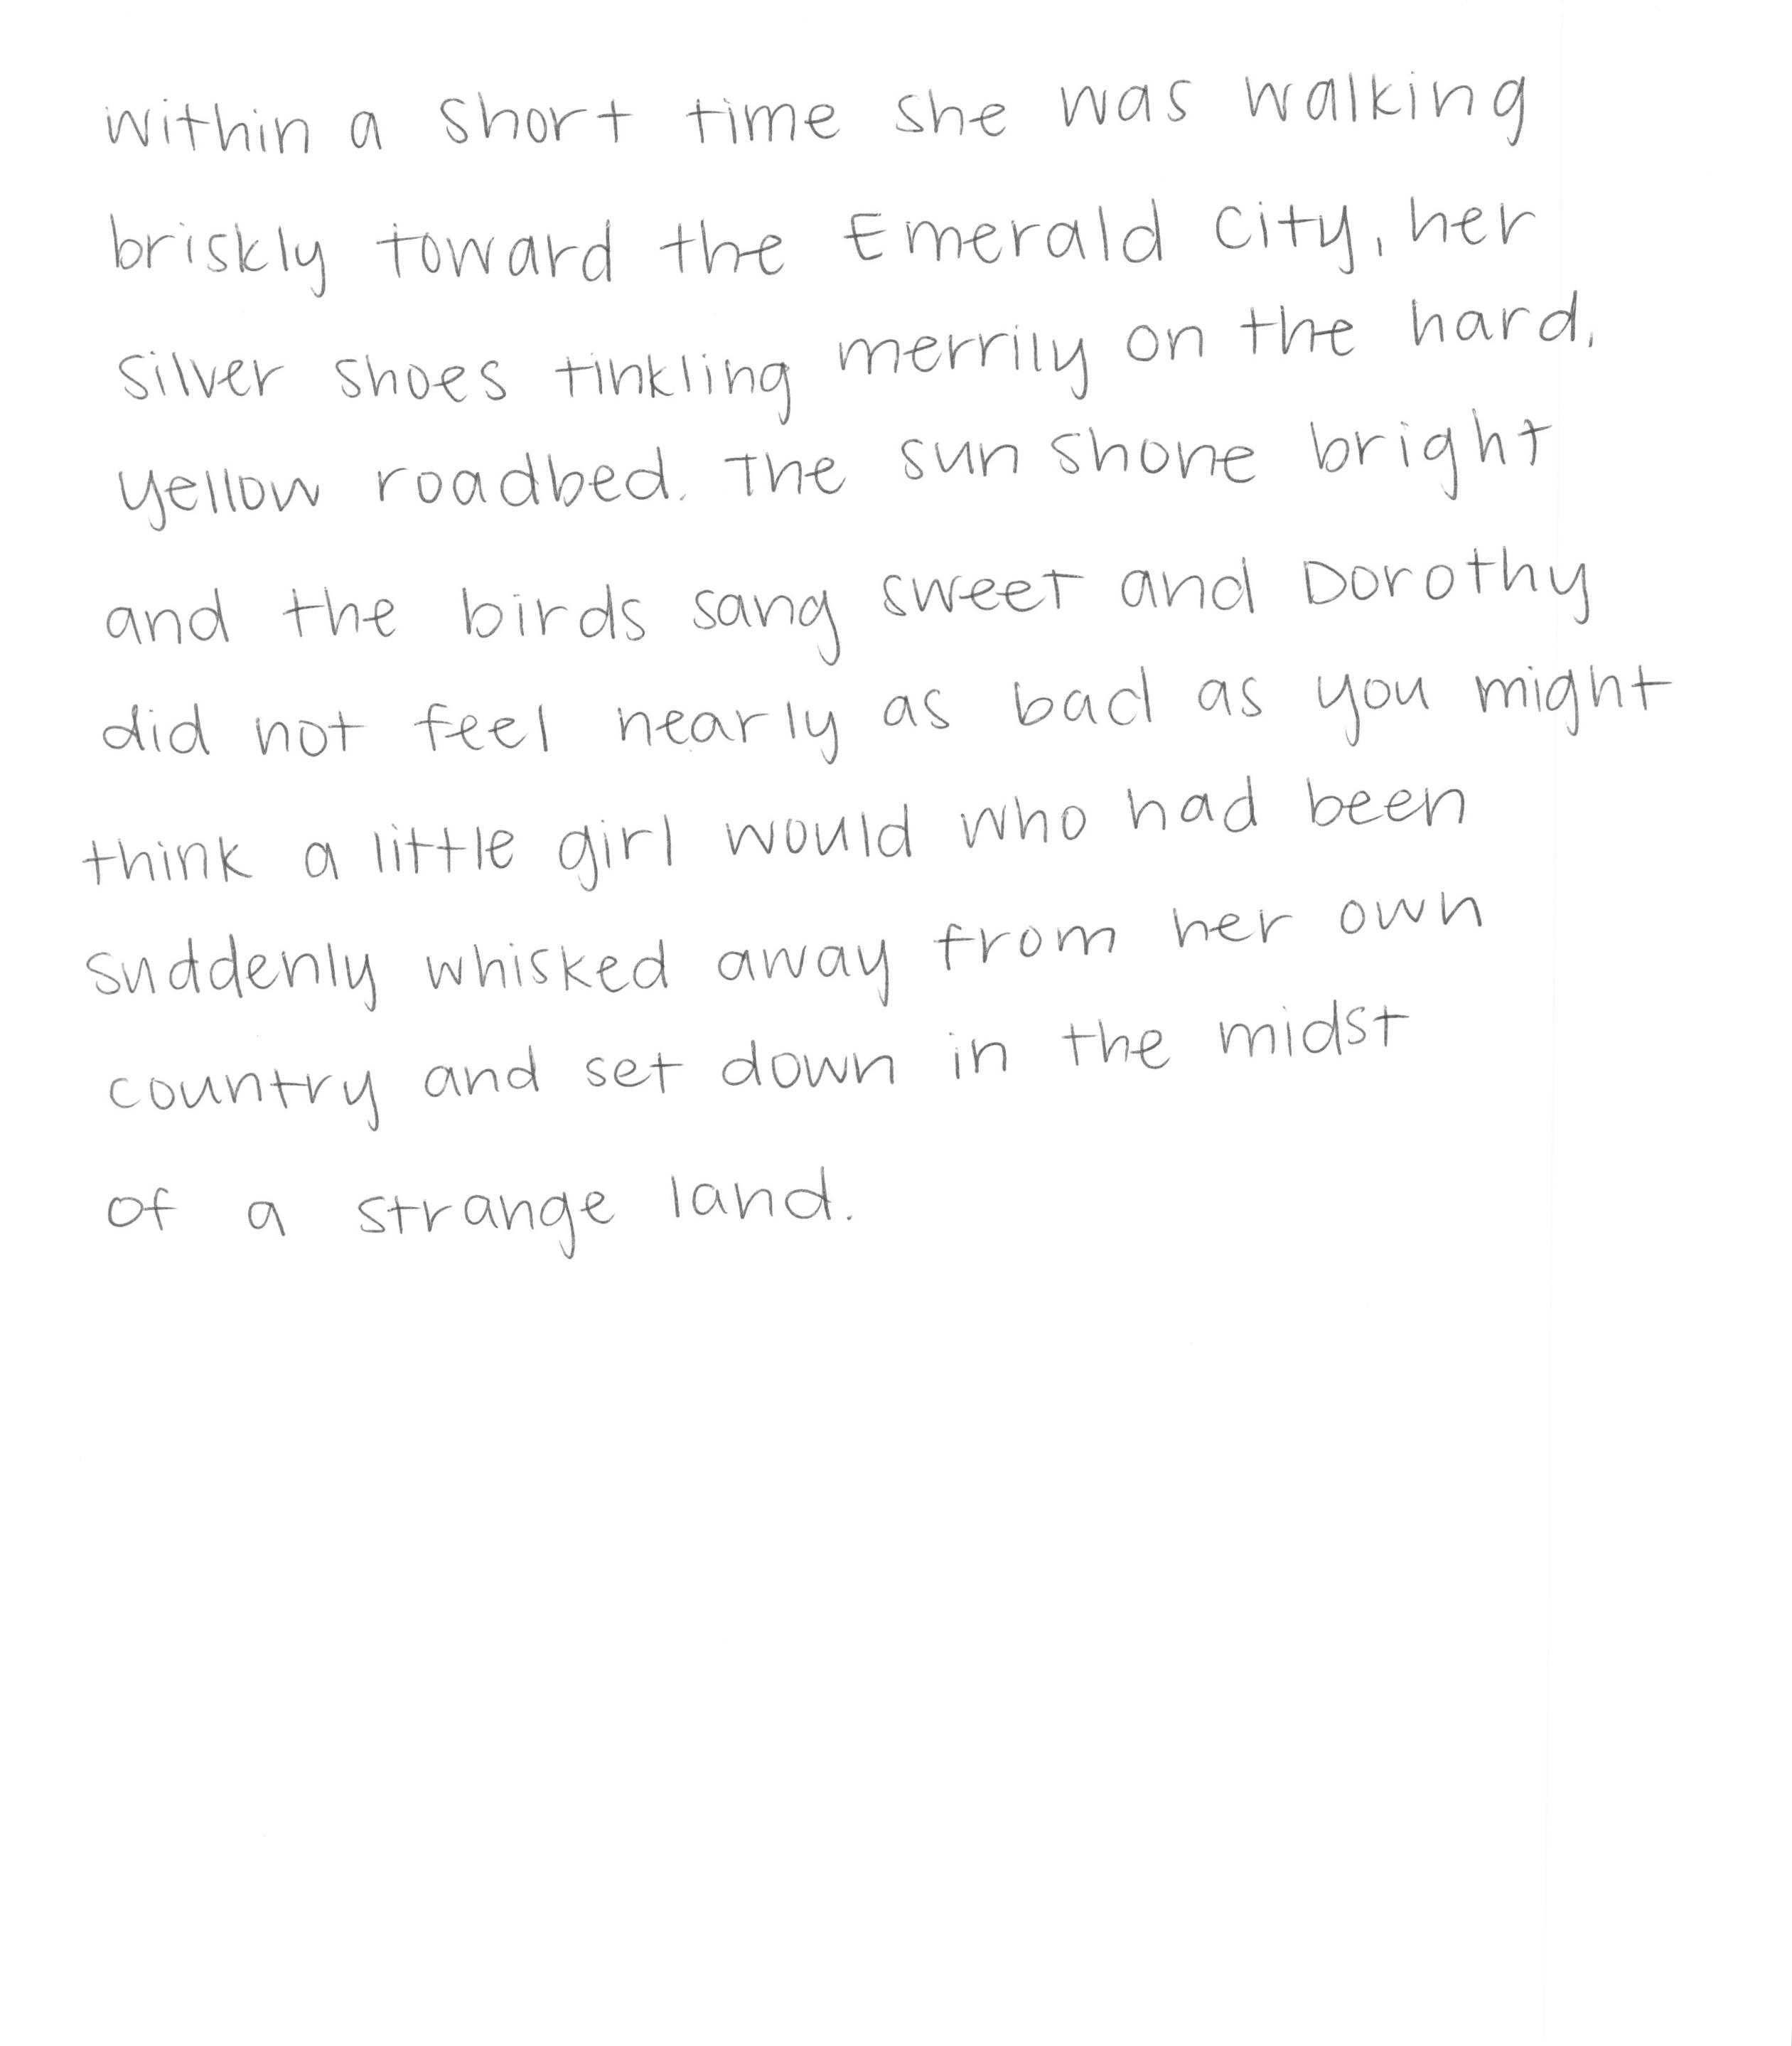 within a short time she was walking
briskly toward the Emerald City, her
silver shoes tinkling merrily on the hard,
yellow roadbed. The sun shone bright
and the birds sang sweet and Dorothy
did not feel nearly as bad as you might
think a little girl would who had been
suddenly whisked away from her own
country and set down in the midst
of a strange land.